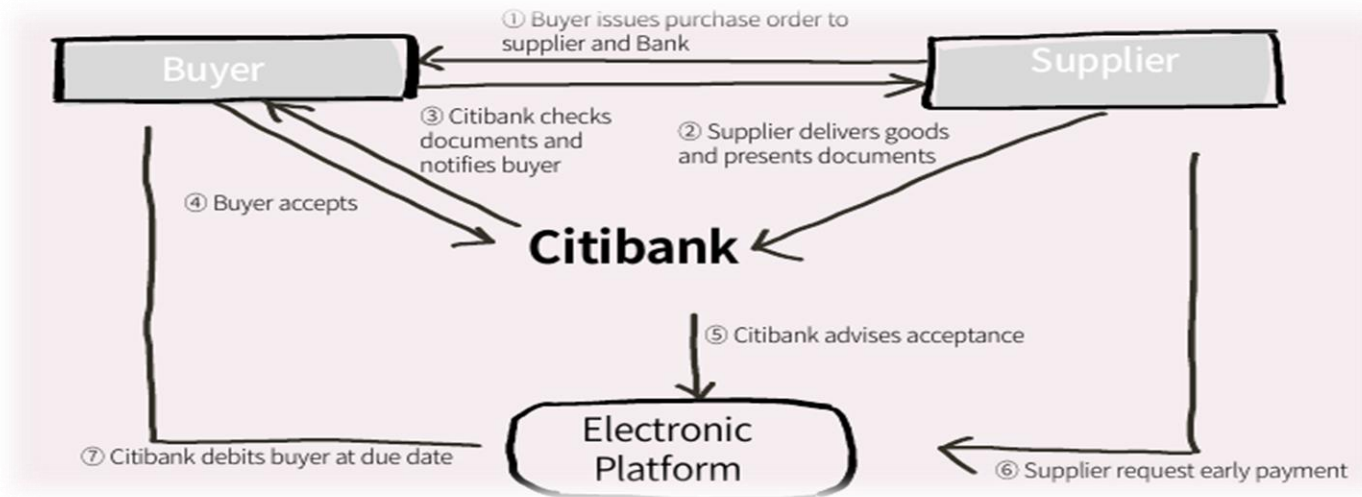 ① Buyer issues purchase order to
supplier and Bank
Buyer
Supplier
③ Citibank checks
documents and
notifies buyer
② Supplier delivers goods
and presents documents
④ Buyer accepts
Citibank
⑤ Citibank advises acceptance
Electronic
Platform
⑦ Citibank debits buyer at due date
⑥ Supplier request early payment